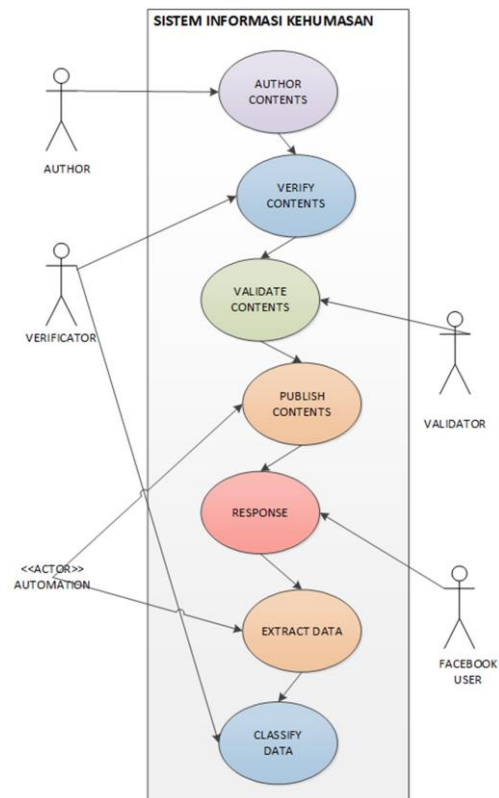 SISTEM INFORMASI KEHUMASAN
AUTHOR
CONTENTS
AUTHOR
VERIFY
CONTENTS
VERIFICATOR
VALIDATE
CONTENTS
VALIDATOR
PUBLISH
CONTENTS
RESPONSE
<<ACTOR>>
AUTOMATION
EXTRACT DATA
FACEBOOK
USER
CLASSIFY
DATA